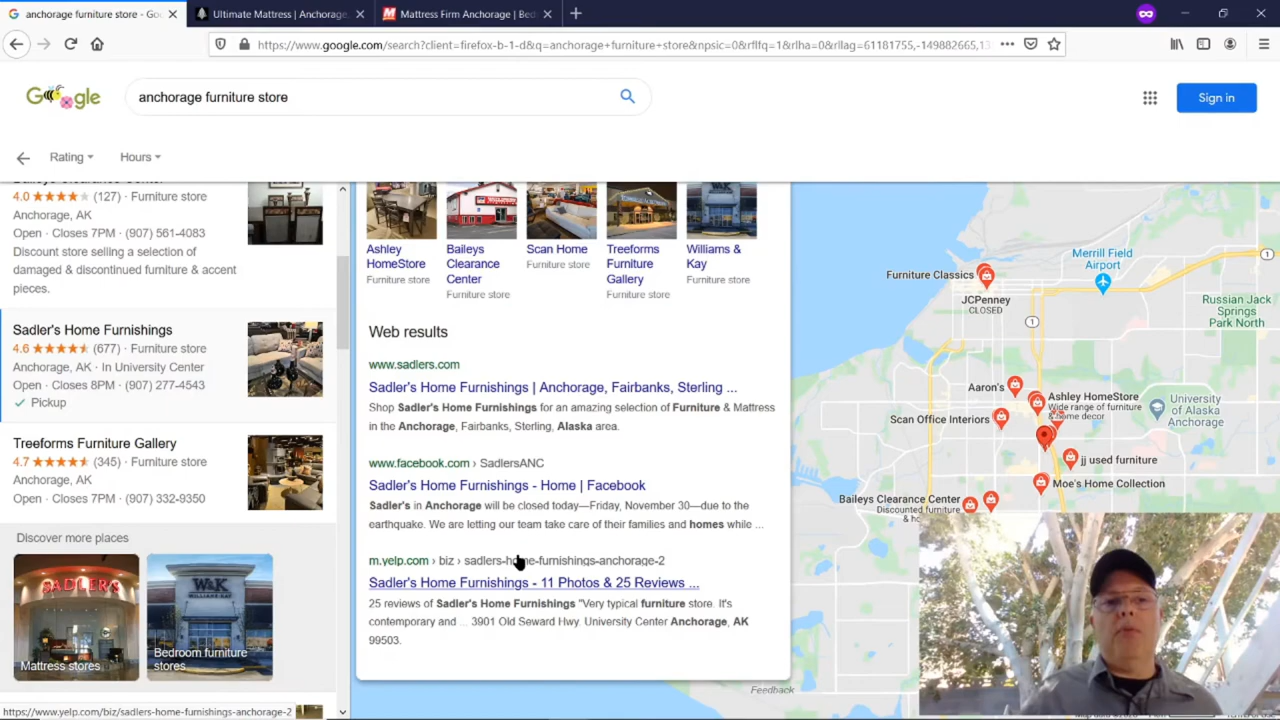 anchorage furniture store - Goo
Ultimate Mattress | Anchorage,
Mattress Firm Anchorage | Bed
https://www.google.com/search?client=firefox-b-1-d&q=anchorage+furniture+store&npsic=0&rflfq=1&rlha=0&rllag=61181755,-149882665,13
Google
anchorage furniture store
Sign in
Rating
Hours
Baileys Clearance Center
4.0 (127) · Furniture store
Anchorage, AK
Open · Closes 7PM · (907) 561-4083
Discount store selling a selection of
damaged & discontinued furniture & accent
pieces.
Sadler's Home Furnishings
4.6 (677) · Furniture store
Anchorage, AK · In University Center
Open · Closes 8PM · (907) 277-4543
Pickup
Treeforms Furniture Gallery
4.7 (345) · Furniture store
Anchorage, AK
Open · Closes 7PM · (907) 332-9350
Discover more places
SADLER'S
W&K
WILLIAMS & KAY
Mattress stores
Bedroom furniture
stores
https://www.yelp.com/biz/sadlers-home-furnishings-anchorage-2
Ashley
HomeStore
Furniture store
Baileys
Clearance
Center
Furniture store
Scan Home
Furniture store
Treeforms
Furniture
Gallery
Furniture store
Williams &
Kay
Furniture store
Web results
www.sadlers.com
Sadler's Home Furnishings | Anchorage, Fairbanks, Sterling ...
Shop Sadler's Home Furnishings for an amazing selection of Furniture & Mattress
in the Anchorage, Fairbanks, Sterling, Alaska area.
www.facebook.com › SadlersANC
Sadler's Home Furnishings - Home | Facebook
Sadler's in Anchorage will be closed today—Friday, November 30—due to the
earthquake. We are letting our team take care of their families and homes while ...
m.yelp.com › biz › sadlers-home-furnishings-anchorage-2
Sadler's Home Furnishings - 11 Photos & 25 Reviews ...
25 reviews of Sadler's Home Furnishings "Very typical furniture store. It's
contemporary and ... 3901 Old Seward Hwy. University Center Anchorage, AK
99503.
Feedback
Merrill Field
Airport
1
Furniture Classics
JCPenney
CLOSED
1
Russian Jack
Springs
Park North
Aaron's
Ashley HomeStore
Wide range of furniture
& home decor
Scan Office Interiors
University
of Alaska
Anchorage
jj used furniture
Moe's Home Collection
Baileys Clearance Center
Discounted furniture